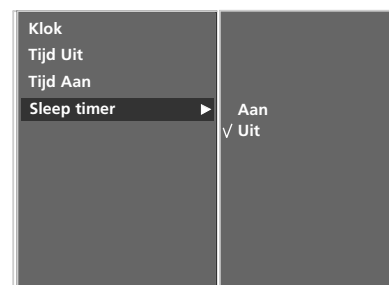 Klok
Tijd Uit
Tijd Aan
Sleep timer ▶
Aan
√ Uit